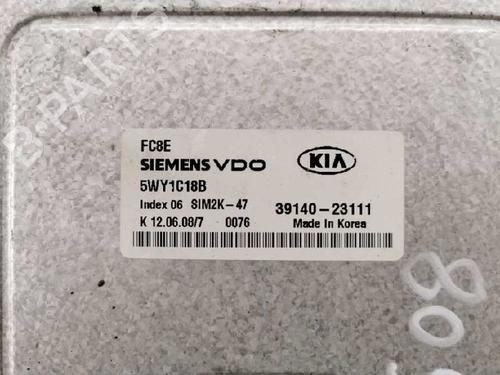 B-PARTS
FC8E
SIEMENS VDO
KIA
5WY1C18B
Index 06 SIM2K-47
39140-23111
K 12.06.08/7 0076
Made In Korea